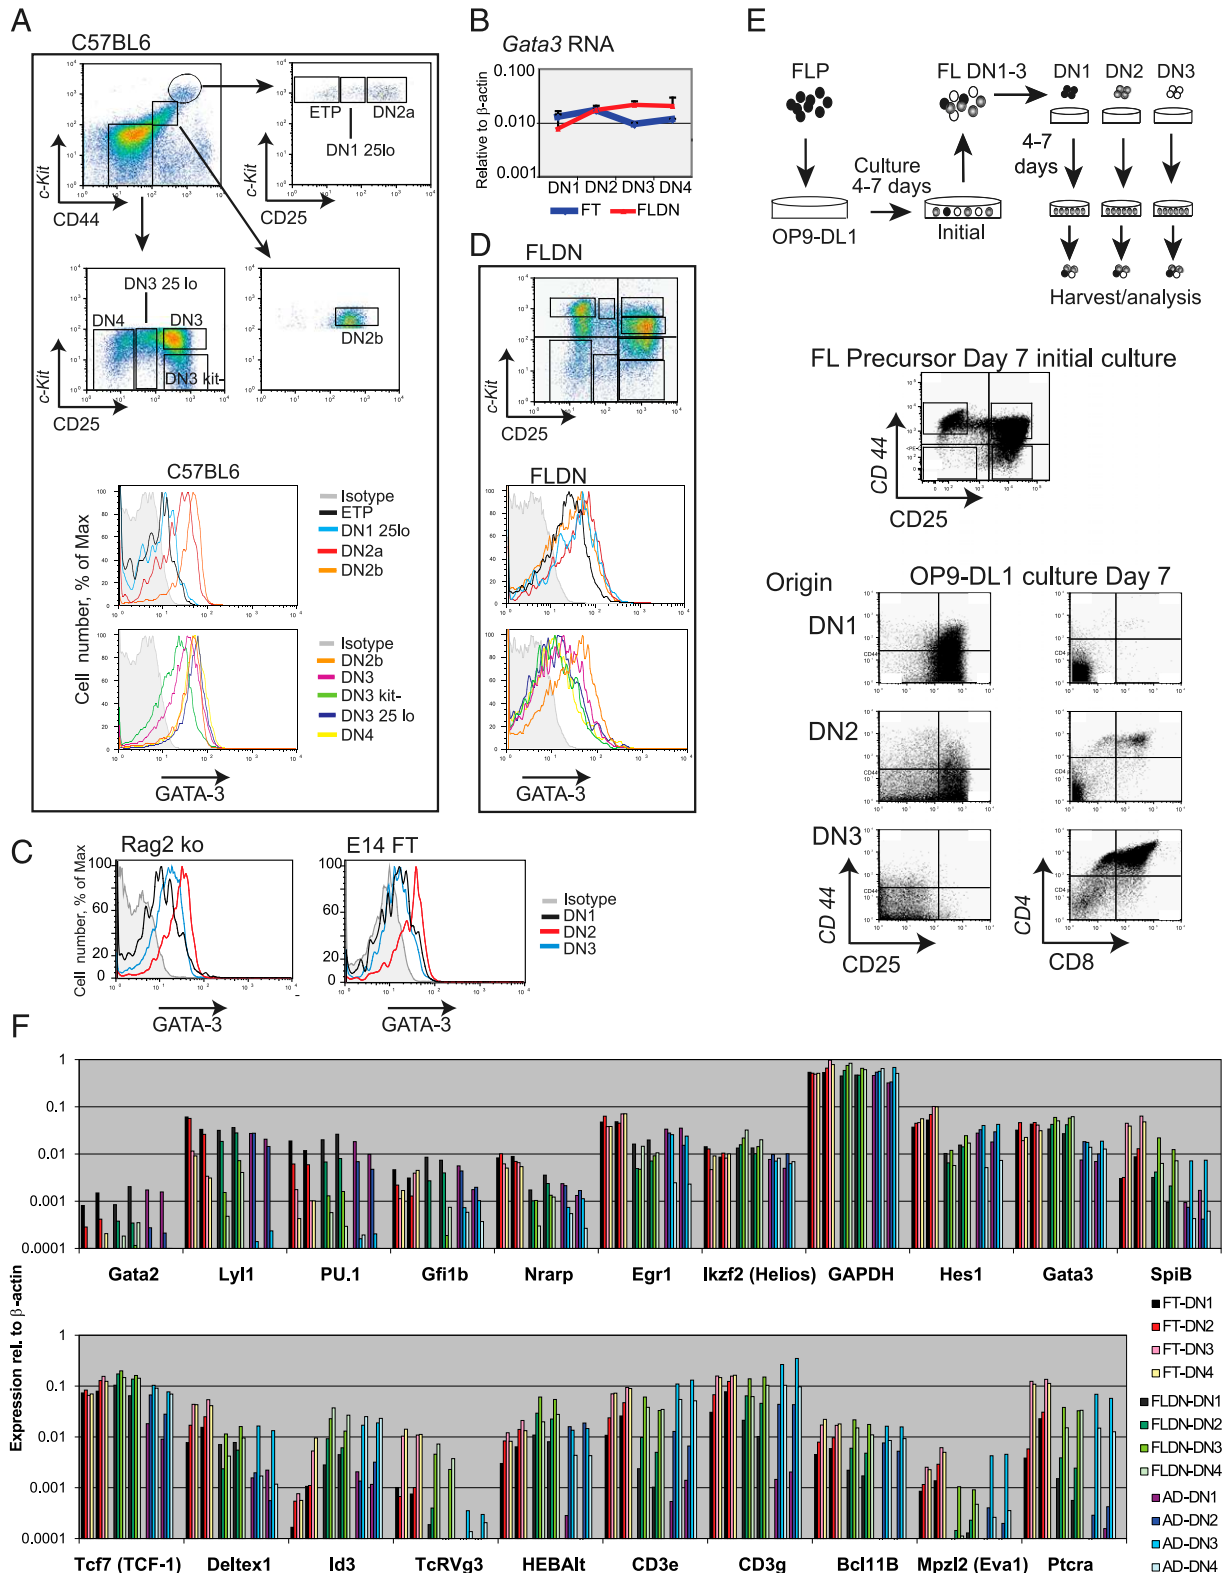 A
C57BL6
ETP
DN2a
DN1 25lo
c-Kit
CD44
c-Kit
CD25
DN3 25 lo
DN4
DN3
DN3 kit-
DN2b
c-Kit
CD25
C57BL6
Isotype
ETP
DN1 25lo
DN2a
DN2b
Cell number, % of Max
Isotype
DN2b
DN3
DN3 kit-
DN3 25 lo
DN4
GATA-3
B
Gata3 RNA
Relative to β-actin
0.100
0.010
0.001
DN1 DN2 DN3 DN4
FT FLDN
D
FLDN
c-Kit
CD25
FLDN
GATA-3
C
Rag2 ko
E14 FT
Cell number, % of Max
100
80
60
40
20
0
100
80
60
40
20
0
Isotype
DN1
DN2
DN3
GATA-3
GATA-3
E
FLP
FL DN1-3
DN1 DN2 DN3
4-7
days
Culture
4-7 days
OP9-DL1
Initial
Harvest/analysis
FL Precursor Day 7 initial culture
CD 44
CD25
Origin
OP9-DL1 culture Day 7
DN1
DN2
DN3
CD 44
CD25
CD4
CD8
F
Expression rel. to β-actin
1
0.1
0.01
0.001
0.0001
Gata2 Lyl1 PU.1 Gfi1b Nrarp Egr1 Ikzf2 (Helios) GAPDH Hes1 Gata3 SpiB
1
0.1
0.01
0.001
0.0001
Tcf7 (TCF-1) Deltex1 Id3 TcRVg3 HEBAlt CD3e CD3g Bcl11B Mpzl2 (Eva1) Ptcra
FT-DN1
FT-DN2
FT-DN3
FT-DN4
FLDN-DN1
FLDN-DN2
FLDN-DN3
FLDN-DN4
AD-DN1
AD-DN2
AD-DN3
AD-DN4